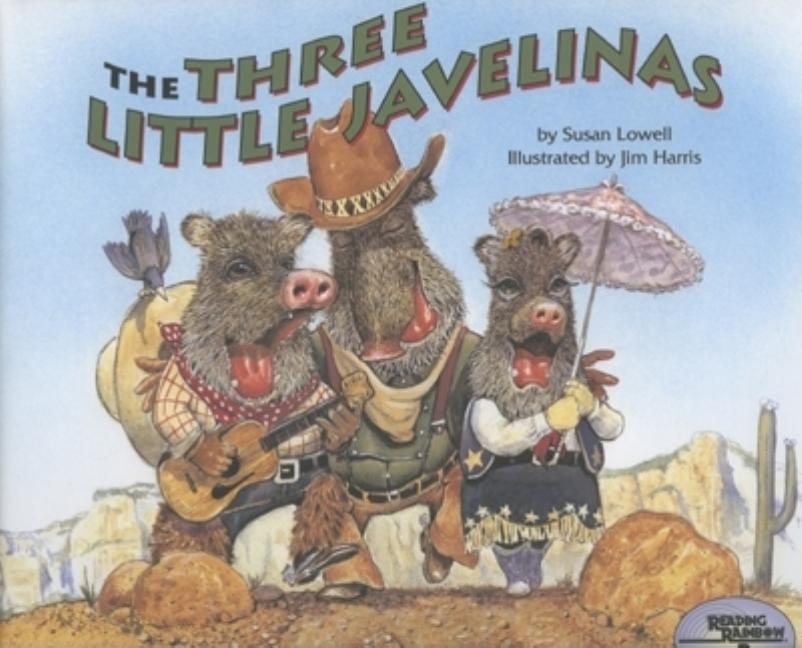 THE THREE
LITTLE JAVELINAS
by Susan Lowell
Illustrated by Jim Harris
READING
RAINBOW